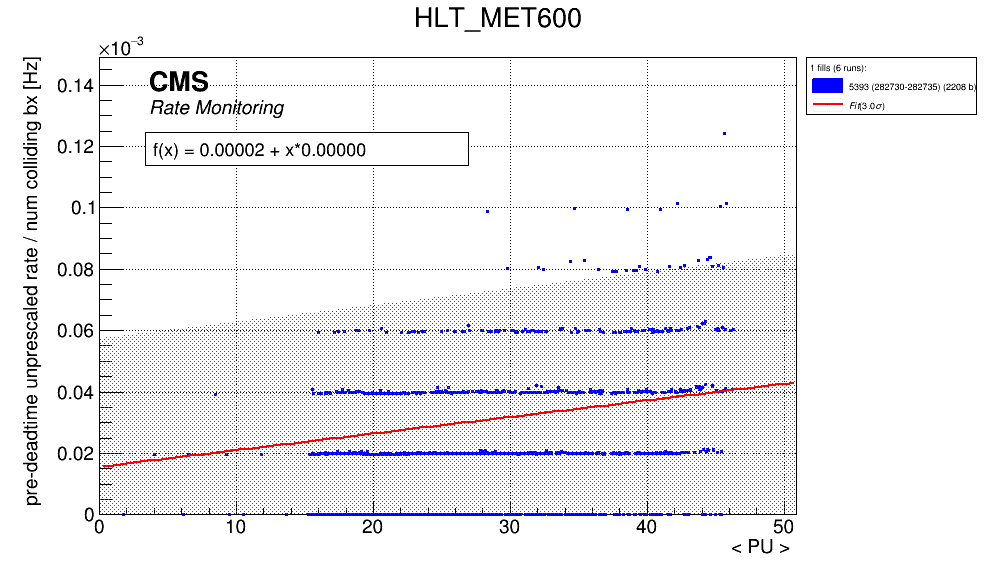 HLT_MET600
×10⁻³
pre-deadtime unprescaled rate / num colliding bx [Hz]
0.14
0.12
0.1
0.08
0.06
0.04
0.02
0
CMS
Rate Monitoring
f(x) = 0.00002 + x*0.00000
0 10 20 30 40 50
< PU >
1 fills (6 runs):
5393 (282730-282735) (2208 b)
Fit(3.0σ)